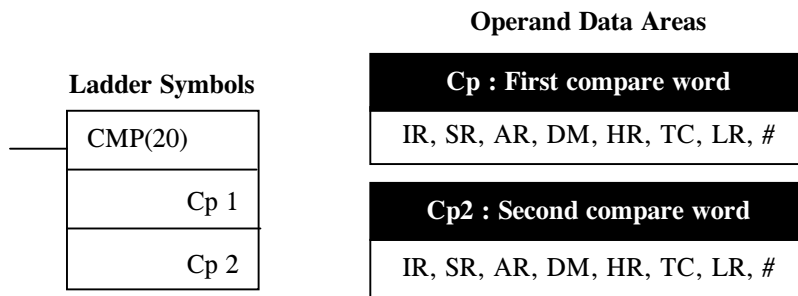 Operand Data Areas
Ladder Symbols
Cp : First compare word
CMP(20)
IR, SR, AR, DM, HR, TC, LR, #
Cp 1
Cp2 : Second compare word
Cp 2
IR, SR, AR, DM, HR, TC, LR, #